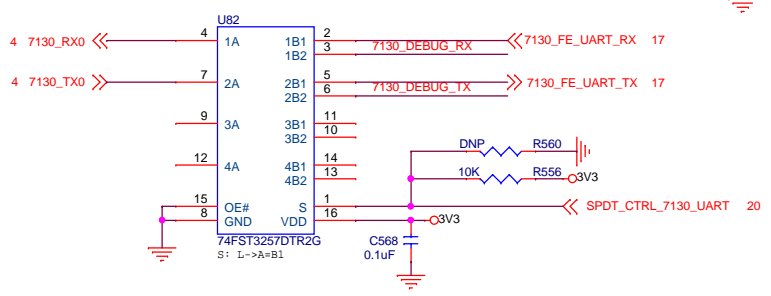 U82
4 7130_RX0 4 1A 1B1 2 7130_FE_UART_RX 17
1B2 3 7130_DEBUG_RX
4 7130_TX0 7 2A 2B1 5 7130_FE_UART_TX 17
2B2 6 7130_DEBUG_TX
9 3A 3B1 11
3B2 10
DNP R560
12 4A 4B1 14
4B2 13
10K R556 3V3
15 OE# S 1 SPDT_CTRL_7130_UART 20
8 GND VDD 16 3V3
74FST3257DTR2G
S: L->A=B1
C568
0.1uF